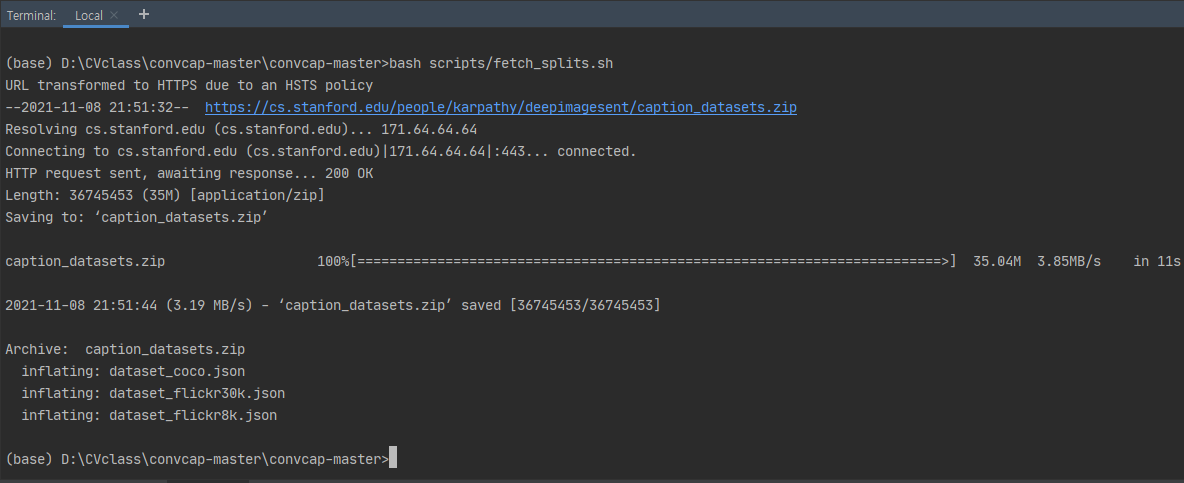 Terminal: Local × +
(base) D:\CVclass\convcap-master\convcap-master>bash scripts/fetch_splits.sh
URL transformed to HTTPS due to an HSTS policy
--2021-11-08 21:51:32--  https://cs.stanford.edu/people/karpathy/deepimagesent/caption_datasets.zip
Resolving cs.stanford.edu (cs.stanford.edu)... 171.64.64.64
Connecting to cs.stanford.edu (cs.stanford.edu)|171.64.64.64|:443... connected.
HTTP request sent, awaiting response... 200 OK
Length: 36745453 (35M) [application/zip]
Saving to: ‘caption_datasets.zip’
caption_datasets.zip                   100%[=========================================================================>]  35.04M  3.85MB/s    in 11s
2021-11-08 21:51:44 (3.19 MB/s) - ‘caption_datasets.zip’ saved [36745453/36745453]
Archive:  caption_datasets.zip
  inflating: dataset_coco.json
  inflating: dataset_flickr30k.json
  inflating: dataset_flickr8k.json
(base) D:\CVclass\convcap-master\convcap-master>